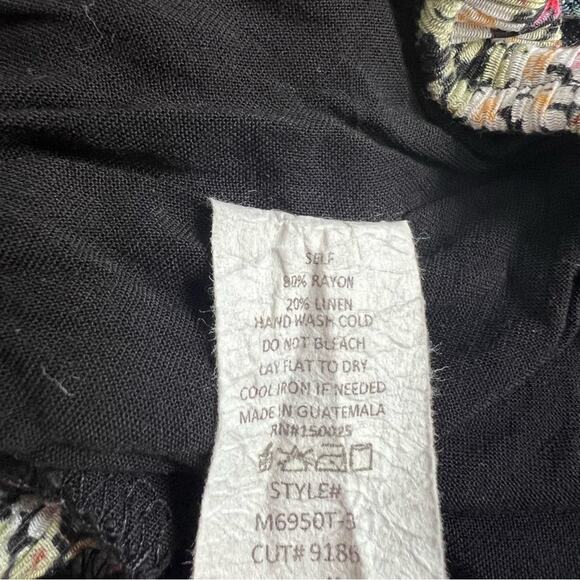 SELF
80% RAYON
20% LINEN
HAND WASH COLD
DO NOT BLEACH
LAY FLAT TO DRY
COOL IRON IF NEEDED
MADE IN GUATEMALA
RN#150025
STYLE#
M6950T-3
CUT# 9186